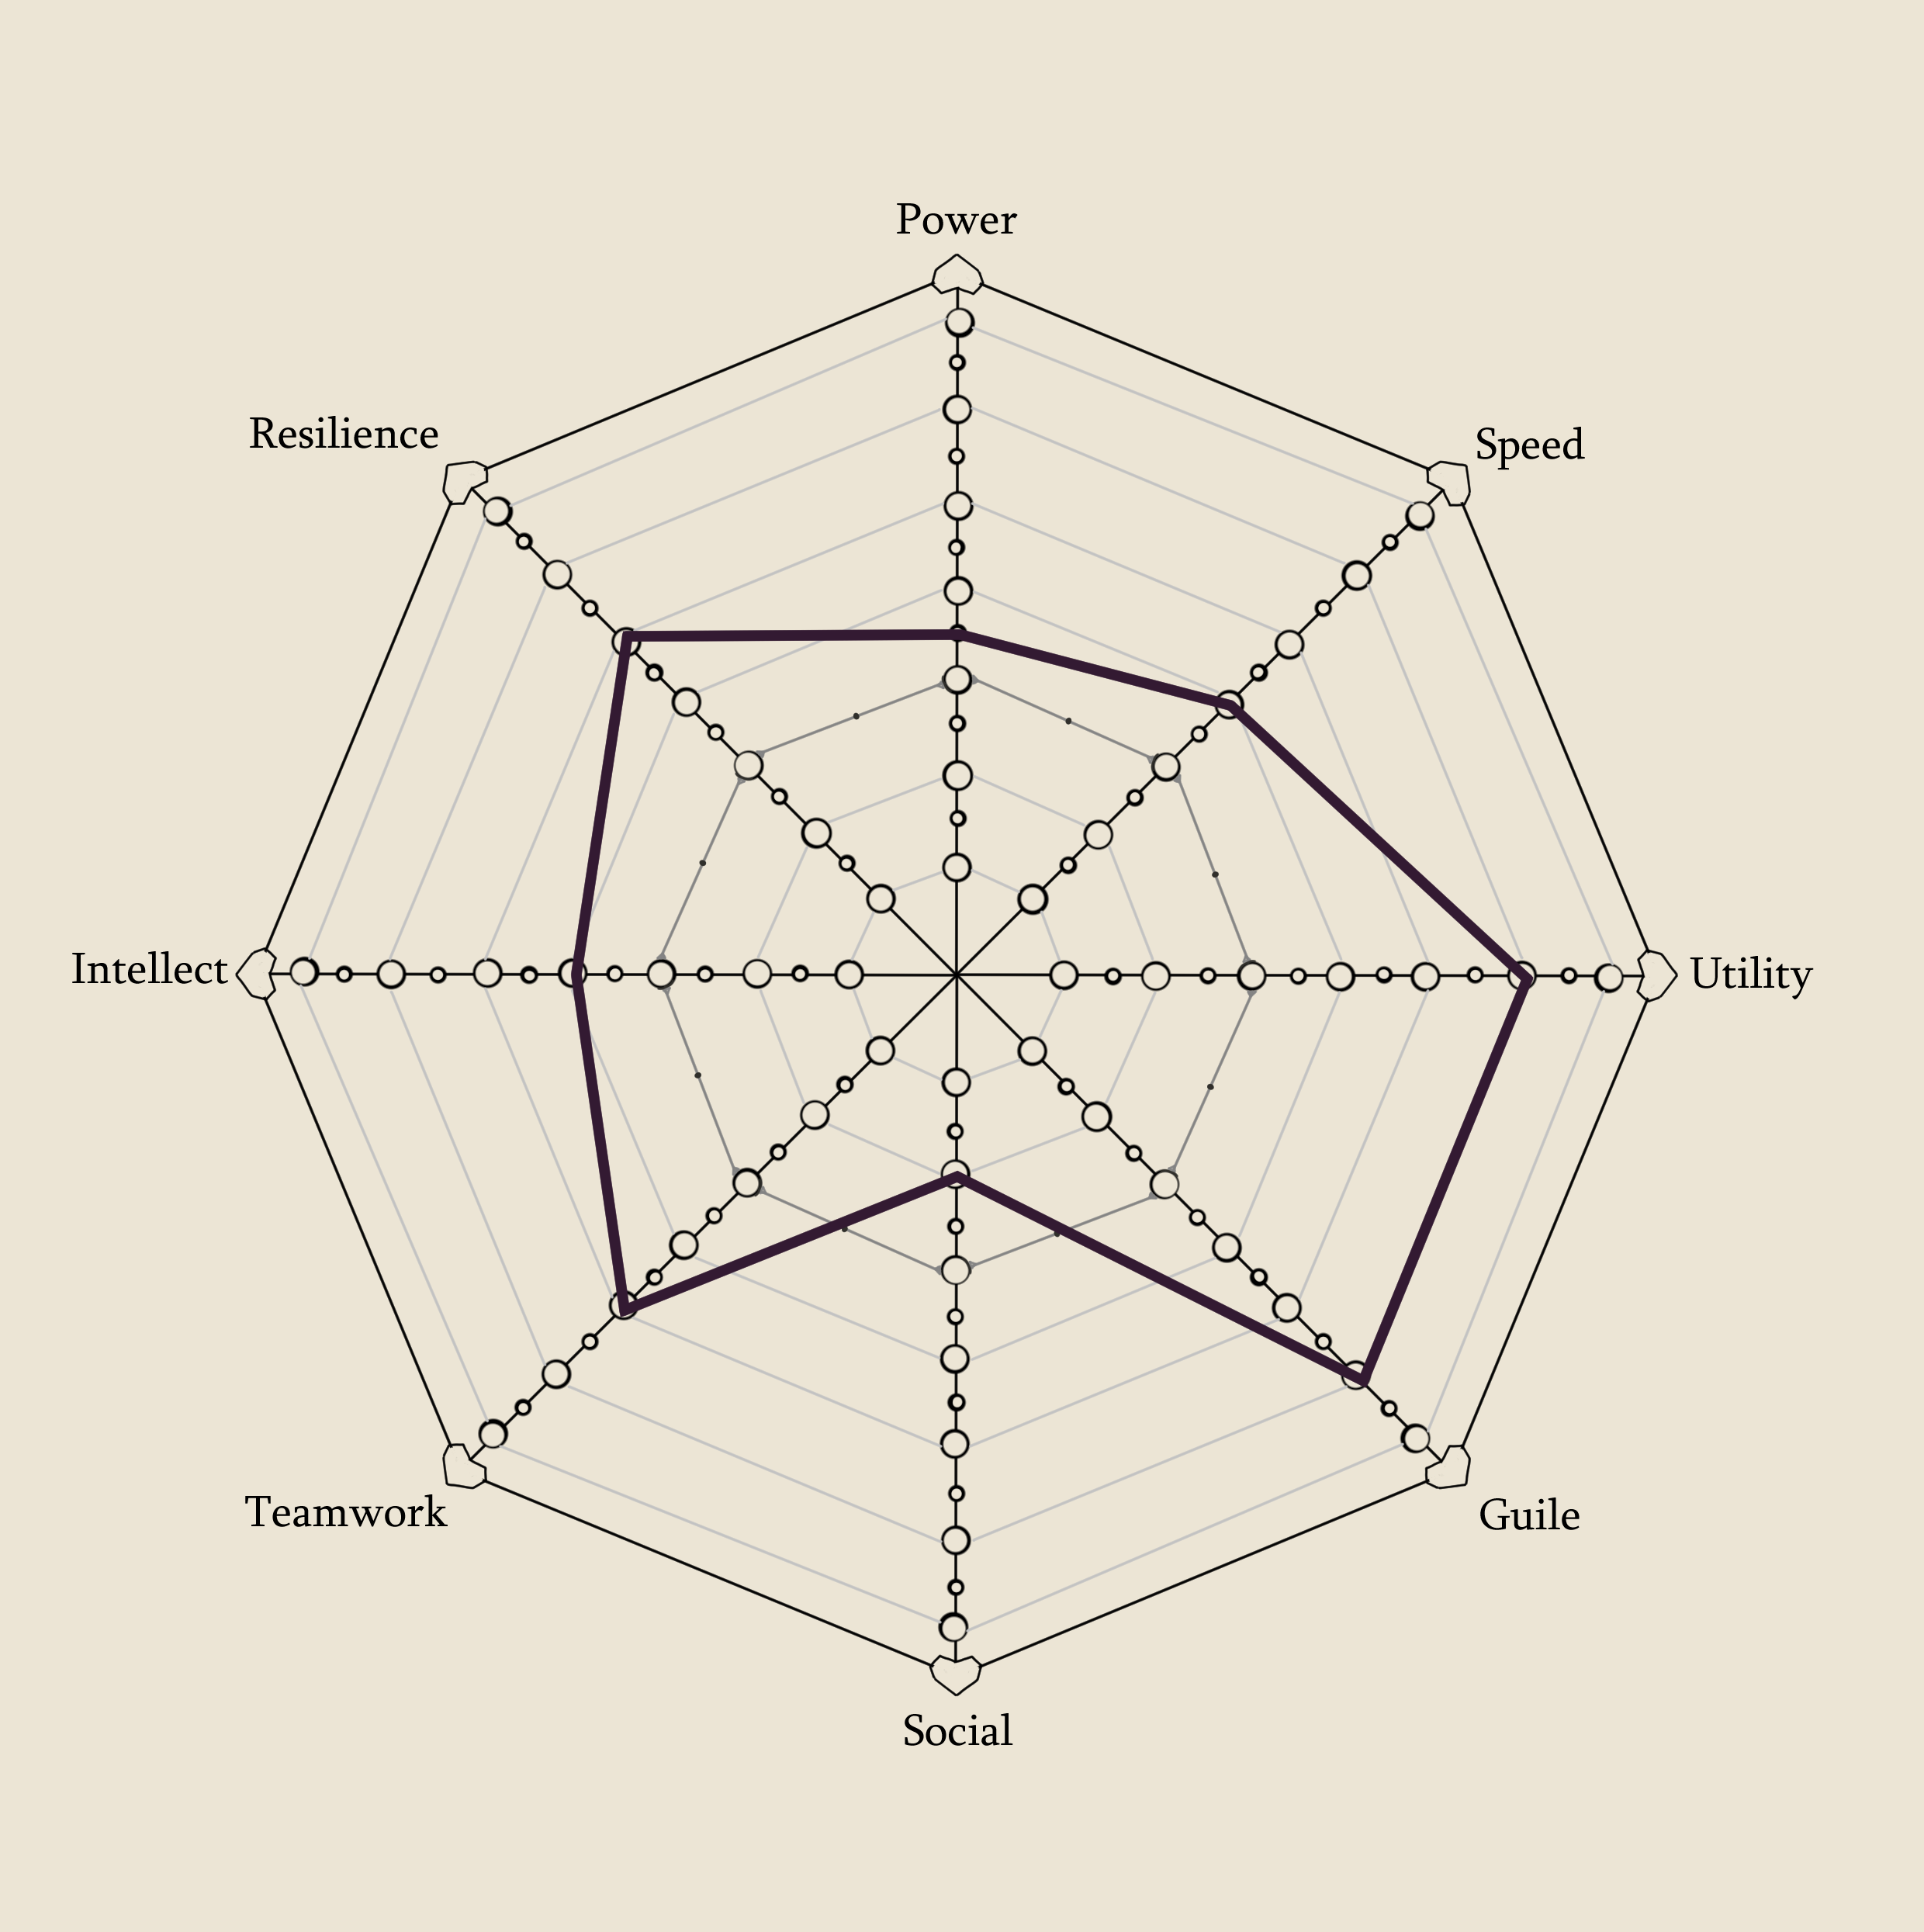 Power
Resilience
Speed
Intellect
Utility
Teamwork
Guile
Social